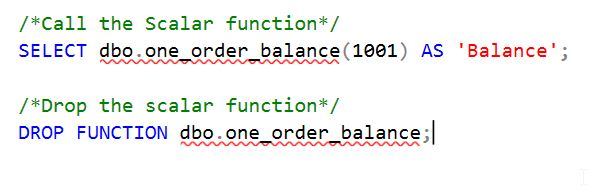 /*Call the Scalar function*/
SELECT dbo.one_order_balance(1001) AS 'Balance';
/*Drop the scalar function*/
DROP FUNCTION dbo.one_order_balance;